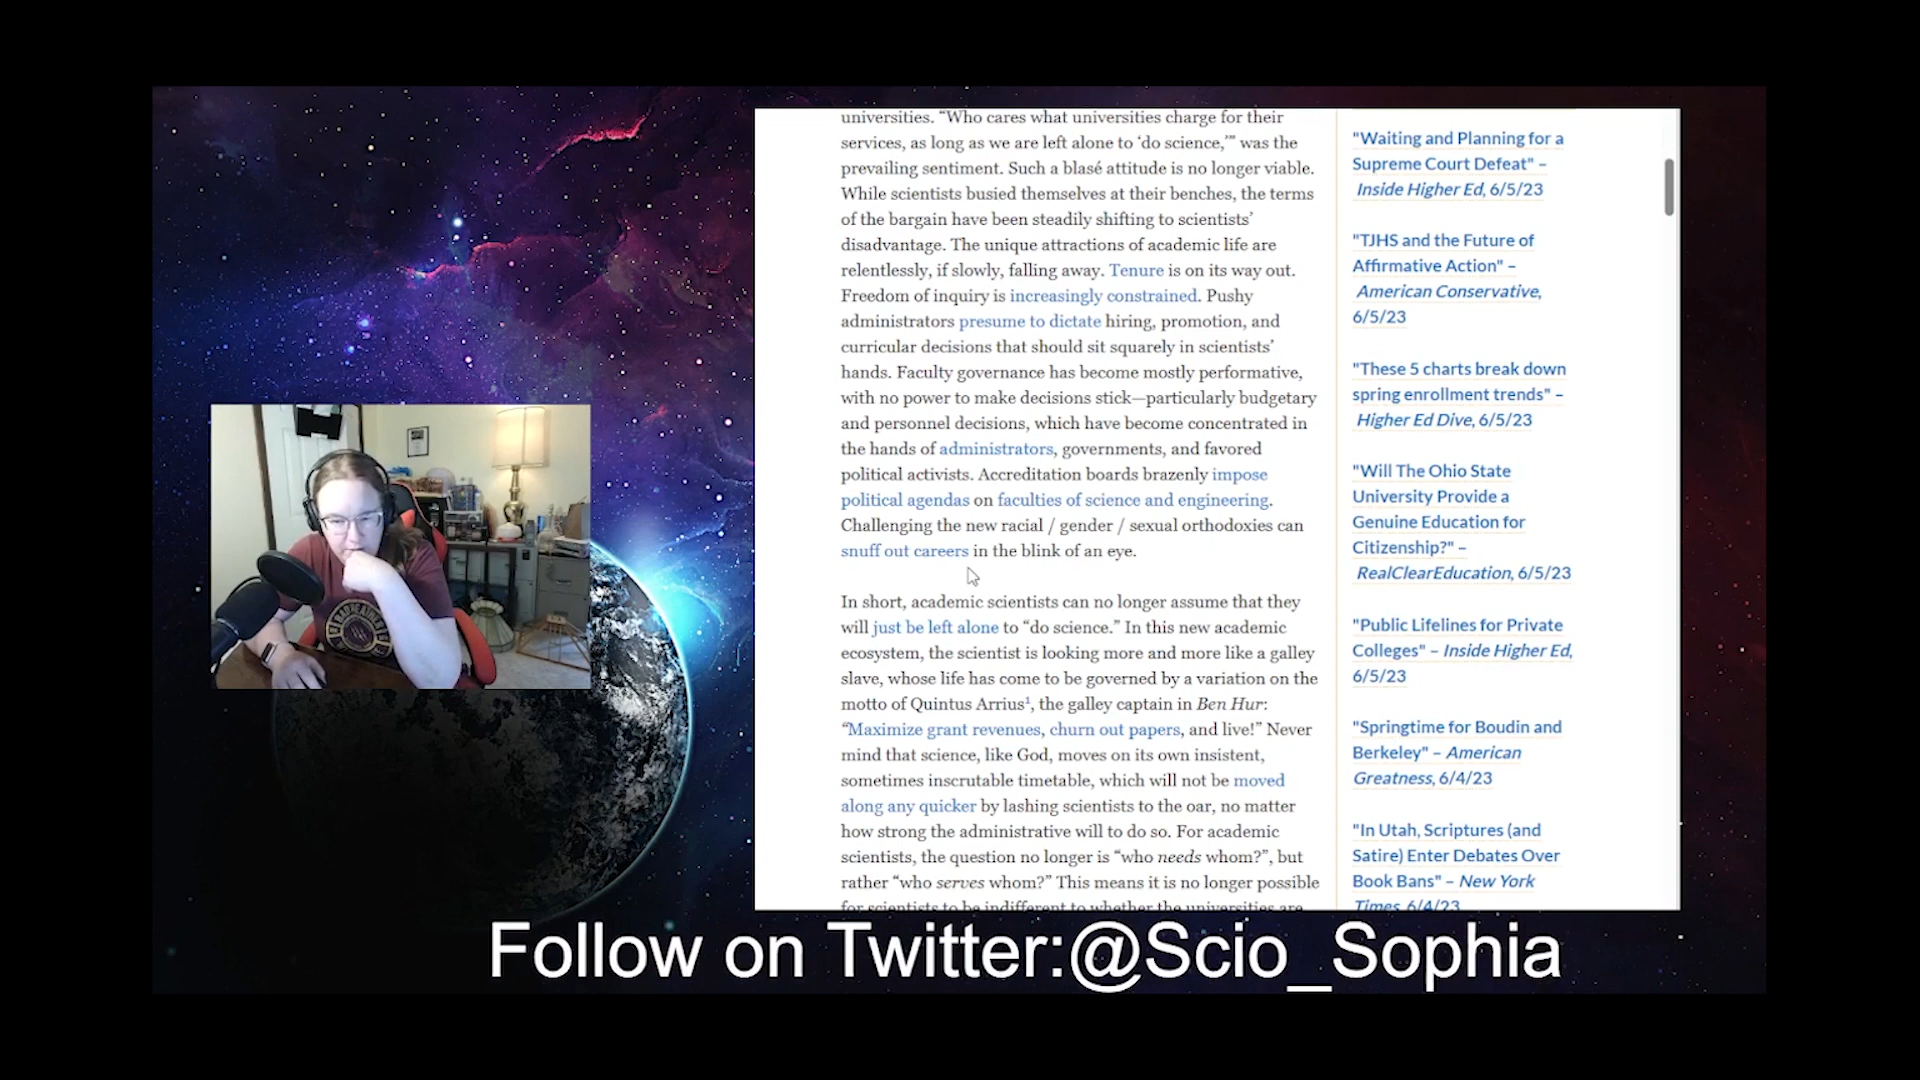 universities. “Who cares what universities charge for their
services, as long as we are left alone to ‘do science,’” was the
prevailing sentiment. Such a blasé attitude is no longer viable.
While scientists busied themselves at their benches, the terms
of the bargain have been steadily shifting to scientists’
disadvantage. The unique attractions of academic life are
relentlessly, if slowly, falling away. Tenure is on its way out.
Freedom of inquiry is increasingly constrained. Pushy
administrators presume to dictate hiring, promotion, and
curricular decisions that should sit squarely in scientists’
hands. Faculty governance has become mostly performative,
with no power to make decisions stick—particularly budgetary
and personnel decisions, which have become concentrated in
the hands of administrators, governments, and favored
political activists. Accreditation boards brazenly impose
political agendas on faculties of science and engineering.
Challenging the new racial / gender / sexual orthodoxies can
snuff out careers in the blink of an eye.
In short, academic scientists can no longer assume that they
will just be left alone to “do science.” In this new academic
ecosystem, the scientist is looking more and more like a galley
slave, whose life has come to be governed by a variation on the
motto of Quintus Arrius¹, the galley captain in Ben Hur:
“Maximize grant revenues, churn out papers, and live!” Never
mind that science, like God, moves on its own insistent,
sometimes inscrutable timetable, which will not be moved
along any quicker by lashing scientists to the oar, no matter
how strong the administrative will to do so. For academic
scientists, the question no longer is “who needs whom?”, but
rather “who serves whom?” This means it is no longer possible
for scientists to be indifferent to whether the universities are
"Waiting and Planning for a
Supreme Court Defeat" –
Inside Higher Ed, 6/5/23
"TJHS and the Future of
Affirmative Action" –
American Conservative,
6/5/23
"These 5 charts break down
spring enrollment trends" –
Higher Ed Dive, 6/5/23
"Will The Ohio State
University Provide a
Genuine Education for
Citizenship?" –
RealClearEducation, 6/5/23
"Public Lifelines for Private
Colleges" – Inside Higher Ed,
6/5/23
"Springtime for Boudin and
Berkeley" – American
Greatness, 6/4/23
"In Utah, Scriptures (and
Satire) Enter Debates Over
Book Bans" – New York
Times, 6/4/23
Follow on Twitter:@Scio_Sophia